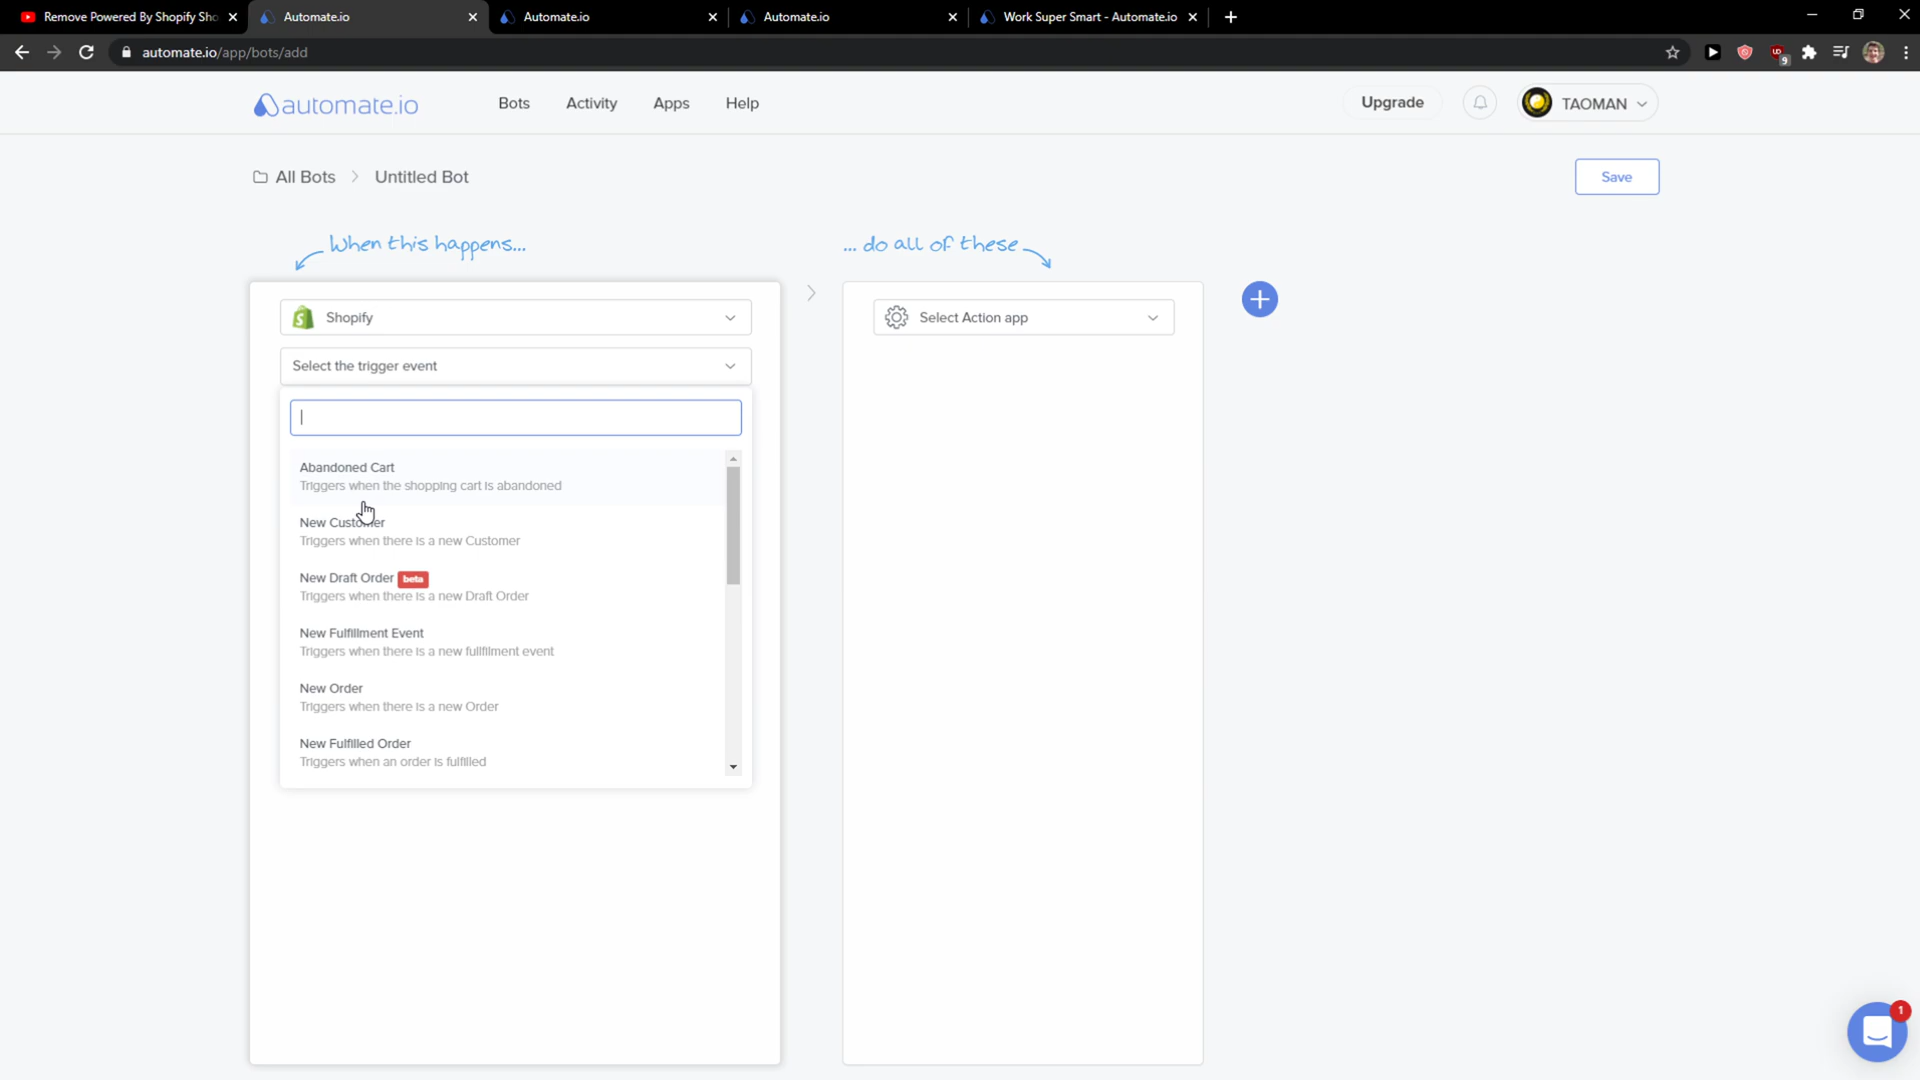 Remove Powered By Shopify Sho
Automate.io
Automate.io
Automate.io
Work Super Smart - Automate.io
automate.io/app/bots/add
9
automate.io
Bots
Activity
Apps
Help
Upgrade
TAOMAN
All Bots
Untitled Bot
Save
When this happens...
... do all of these
Shopify
Select Action app
Select the trigger event
Abandoned Cart
Triggers when the shopping cart is abandoned
New Customer
Triggers when there is a new Customer
New Draft Order beta
Triggers when there is a new Draft Order
New Fulfillment Event
Triggers when there is a new fullfilment event
New Order
Triggers when there is a new Order
New Fulfilled Order
Triggers when an order is fulfilled
1